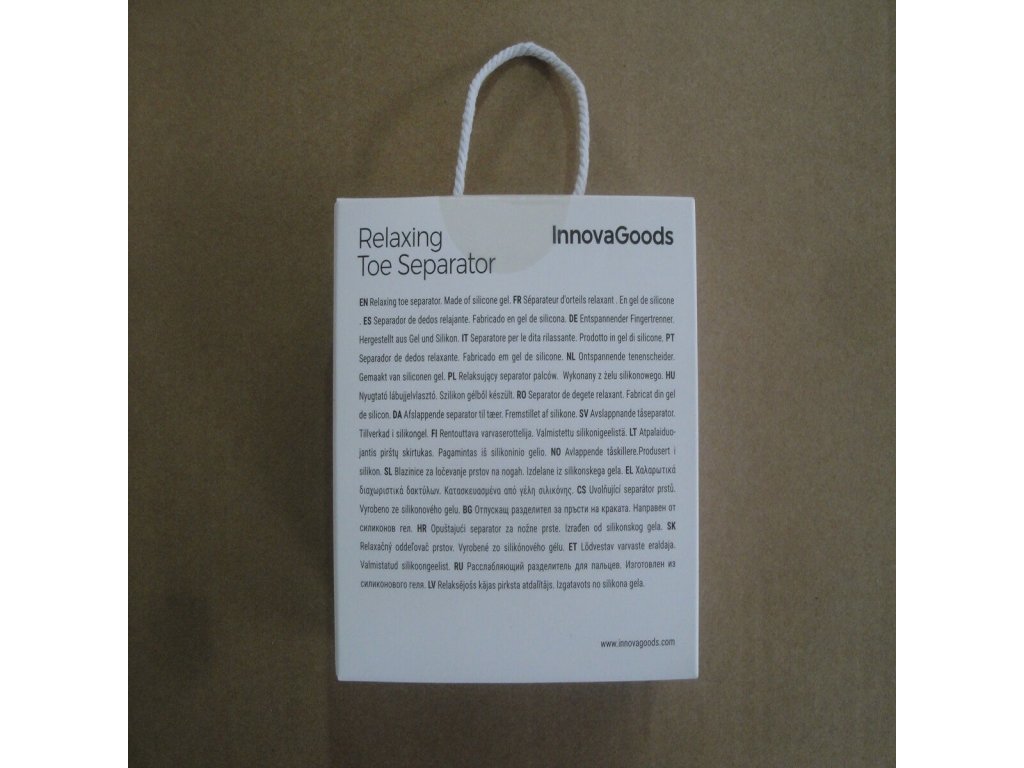 Relaxing
Toe Separator
InnovaGoods
EN Relaxing toe separator. Made of silicone gel. FR Séparateur d'orteils relaxant . En gel de silicone
. ES Separador de dedos relajante. Fabricado en gel de silicona. DE Entspannender Fingertrenner.
Hergestellt aus Gel und Silikon. IT Separatore per le dita rilassante. Prodotto in gel di silicone. PT
Separador de dedos relaxante. Fabricado em gel de silicone. NL Ontspannende tenenscheider.
Gemaakt van siliconen gel. PL Relaksujący separator palców. Wykonany z żelu silikonowego. HU
Nyugtató lábujjelvlasztó. Szilikon gélből készült. RO Separator de degete relaxant. Fabricat din gel
de silicon. DA Afslappende separator til tæer. Fremstillet af silikone. SV Avslappnande tåseparator.
Tillverkad i silikongel. FI Rentouttava varvaserottelija. Valmistettu silikonigeelistä. LT Atpalaiduo-
jantis pirštų skirtukas. Pagamintas iš silikoninio gelio. NO Avlappende tåskillere.Produsert i
silikon. SL Blazinice za ločevanje prstov na nogah. Izdelane iz silikonskega gela. EL Χαλαρωτικά
διαχωριστικά δακτύλων. Κατασκευασμένα από γέλη σιλικόνης. CS Uvolňující separátor prstů.
Vyrobeno ze silikonového gelu. BG Отпускащ разделител за пръсти на краката. Направен от
силиконов гел. HR Opuštajući separator za nožne prste. Izrađen od silikonskog gela. SK
Relaxačný oddeľovač prstov. Vyrobené zo silikónového gélu. ET Lõdvestav varvaste eraldaja.
Valmistatud silikoongeelist. RU Расслабляющий разделитель для пальцев. Изготовлен из
силиконового геля. LV Relaksējošs kājas pirksta atdalītājs. Izgatavots no silikona gela.
www.innovagoods.com